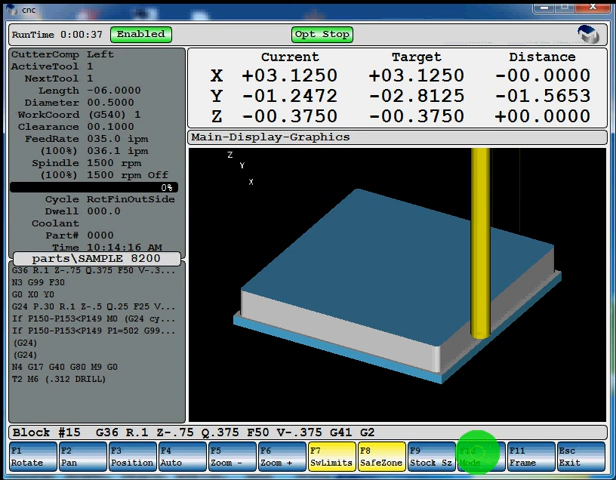 cnc
RunTime 0:00:37 Enabled Opt Stop
CutterComp Left
ActiveTool 1
NextTool 1
Length -06.0000
Diameter 00.5000
WorkCoord (G540) 1
Clearance 00.1000
FeedRate 035.0 ipm
(100%) 036.1 ipm
Spindle 1500 rpm
(100%) 1500 rpm Off
0%
Cycle RctFinOutSide
Dwell 000.0
Coolant
Part# 0000
Time 10:14:16 AM
Current Target Distance
X +03.1250 +03.1250 -00.0000
Y -01.2472 -02.8125 -01.5653
Z -00.3750 -00.3750 +00.0000
Main-Display-Graphics
Z
Y
X
parts\SAMPLE 8200
G36 R.1 Z-.75 Q.375 F50 V-.3...
N3 G99 F30
G0 X0 Y0
G24 P.30 R.1 Z-.5 Q.25 F25 V...
If P150-P153<P149 M0 (G24 cy...
If P150-P153<P149 P1=502 G99...
(G24)
(G24)
N4 G17 G40 G80 M9 G0
T2 M6 (.312 DRILL)
Block #15 G36 R.1 Z-.75 Q.375 F50 V-.375 G41 G2
F1 Rotate
F2 Pan
F3 Position
F4 Auto
F5 Zoom -
F6 Zoom +
F7 SwLimits
F8 SafeZone
F9 Stock Sz
F10 Mode
F11 Frame
Esc Exit